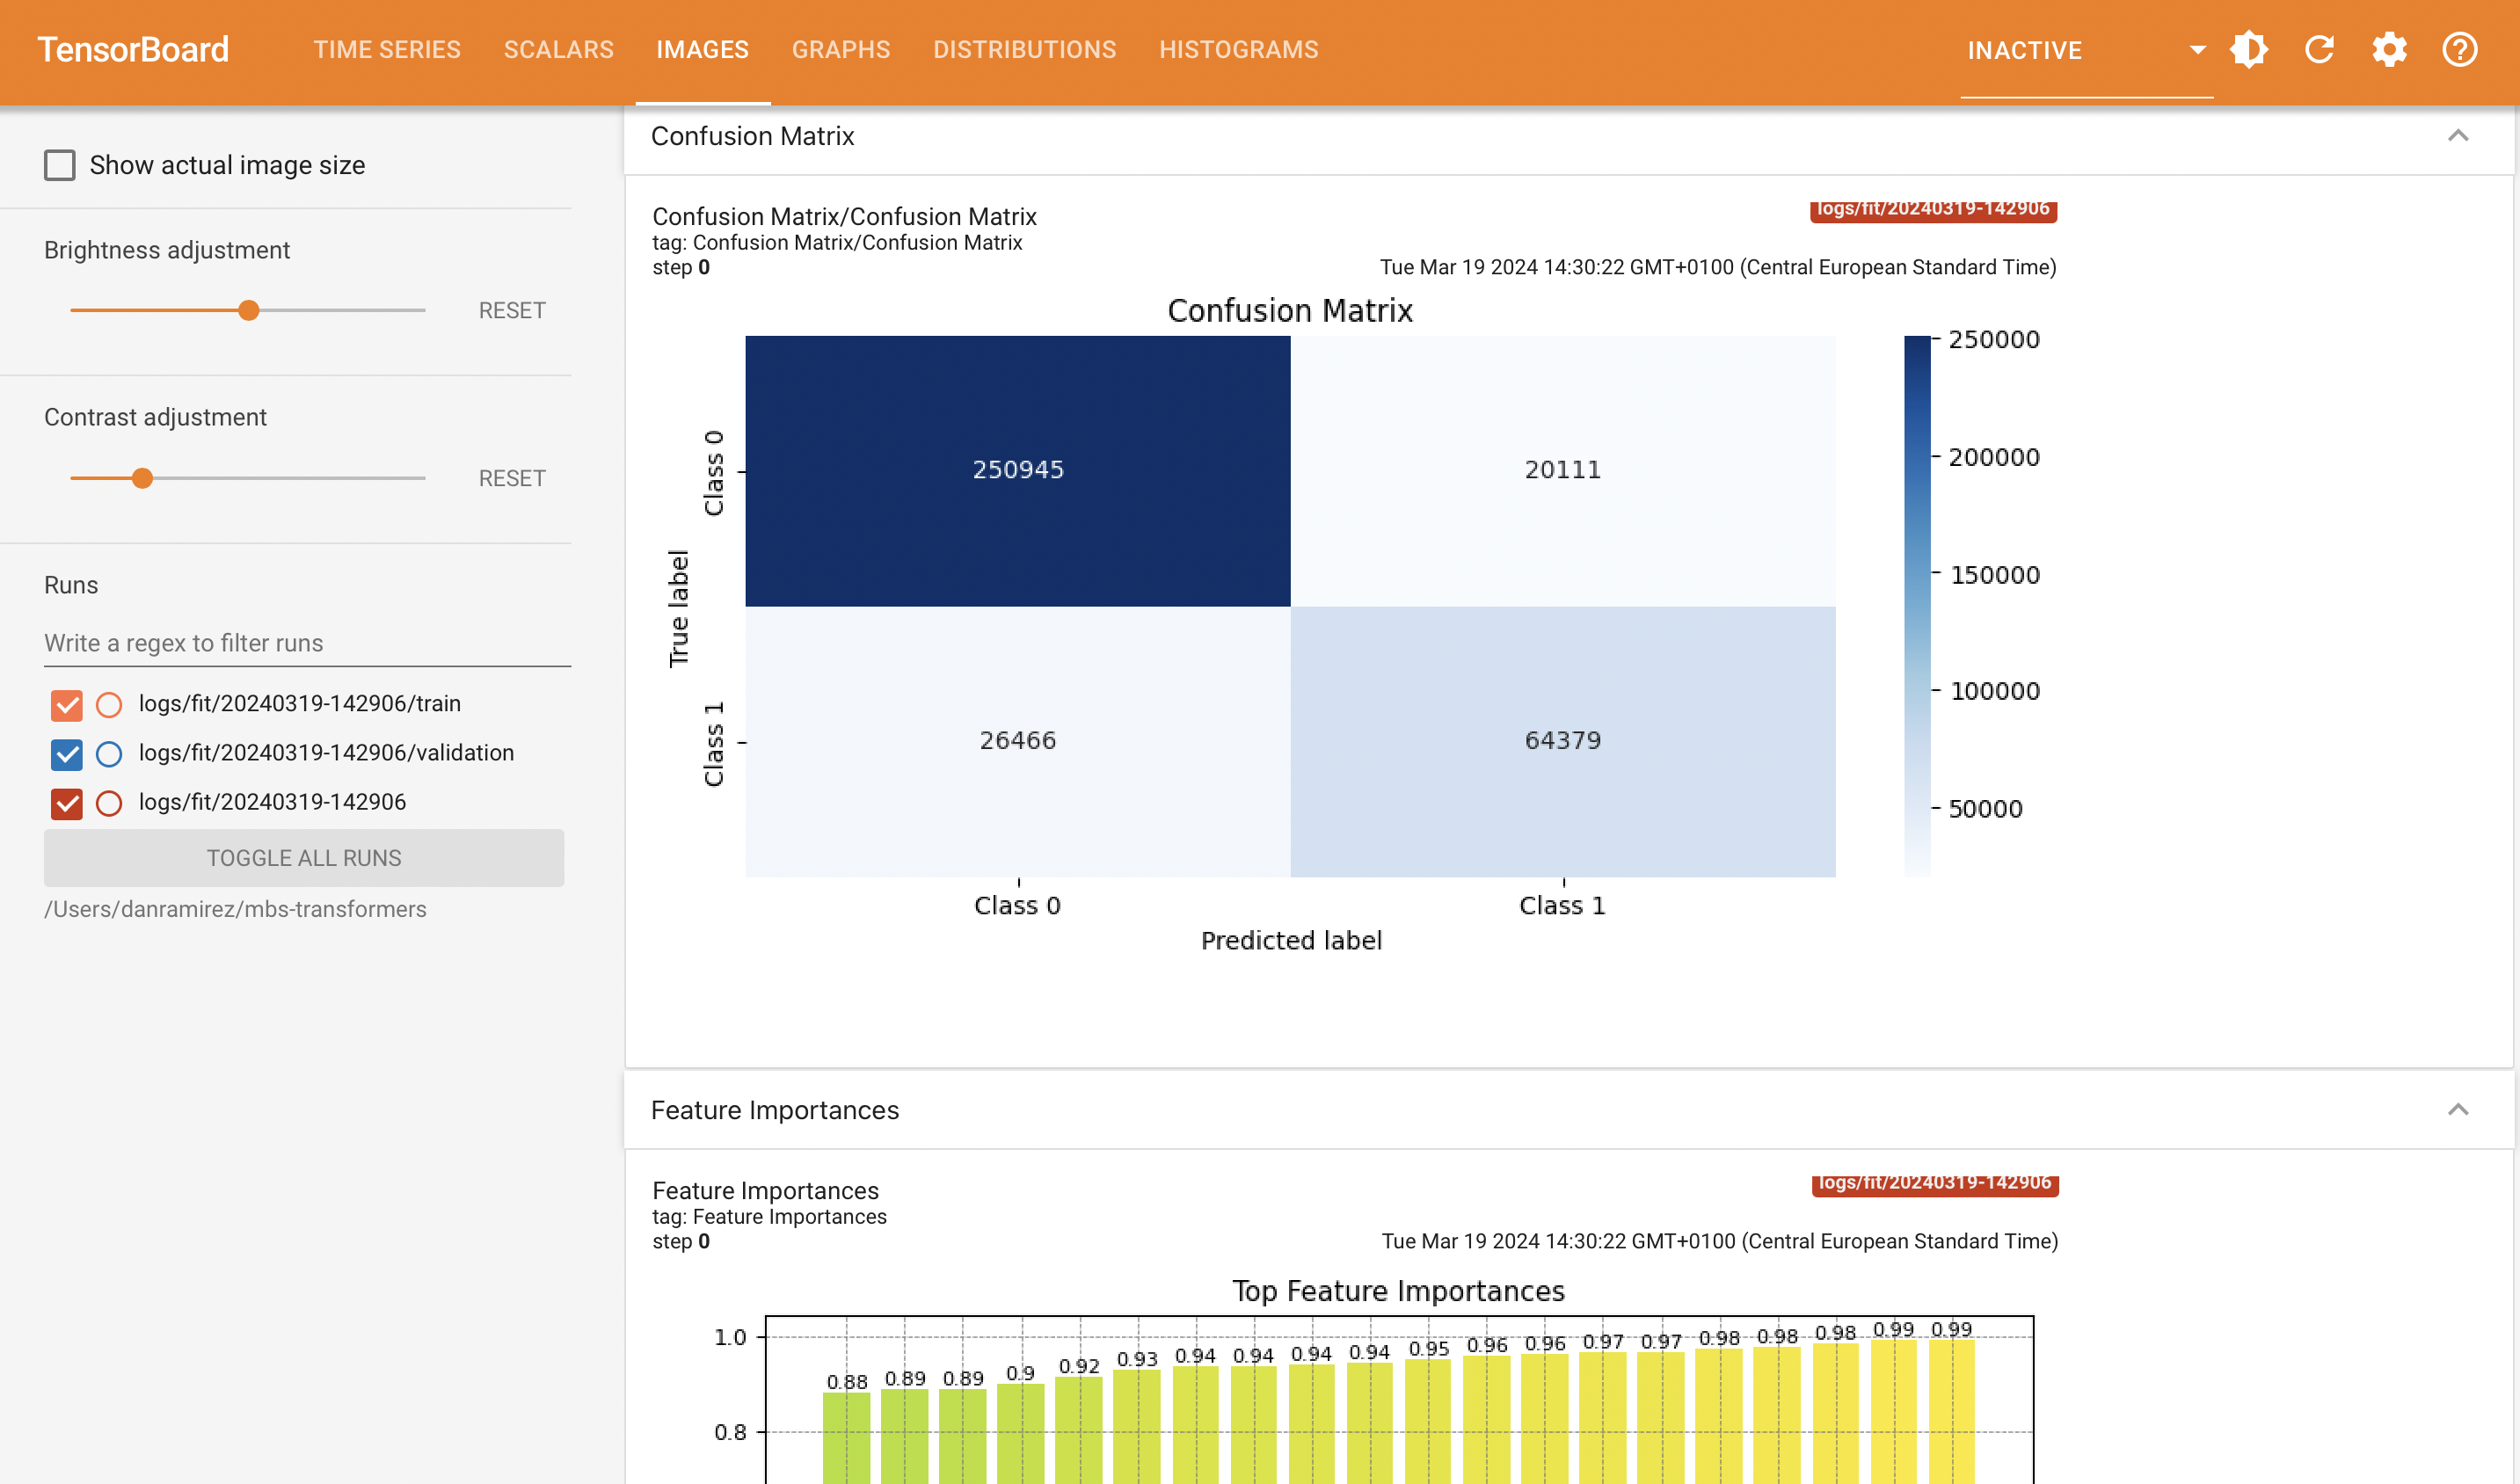 TensorBoard TIME SERIES SCALARS IMAGES GRAPHS DISTRIBUTIONS HISTOGRAMS INACTIVE
Show actual image size
Brightness adjustment
RESET
Contrast adjustment
RESET
Runs
Write a regex to filter runs
logs/fit/20240319-142906/train
logs/fit/20240319-142906/validation
logs/fit/20240319-142906
TOGGLE ALL RUNS
/Users/danramirez/mbs-transformers
Confusion Matrix
Confusion Matrix/Confusion Matrix
logs/fit/20240319-142906
tag: Confusion Matrix/Confusion Matrix
step 0
Tue Mar 19 2024 14:30:22 GMT+0100 (Central European Standard Time)
Confusion Matrix
True label
Class 0
250945 20111
Class 1
26466 64379
Class 0 Class 1
Predicted label
250000
200000
150000
100000
50000
Feature Importances
Feature Importances
logs/fit/20240319-142906
tag: Feature Importances
step 0
Tue Mar 19 2024 14:30:22 GMT+0100 (Central European Standard Time)
Top Feature Importances
1.0
0.88 0.89 0.89 0.9 0.92 0.93 0.94 0.94 0.94 0.94 0.95 0.96 0.96 0.97 0.97 0.98 0.98 0.98 0.99 0.99
0.8